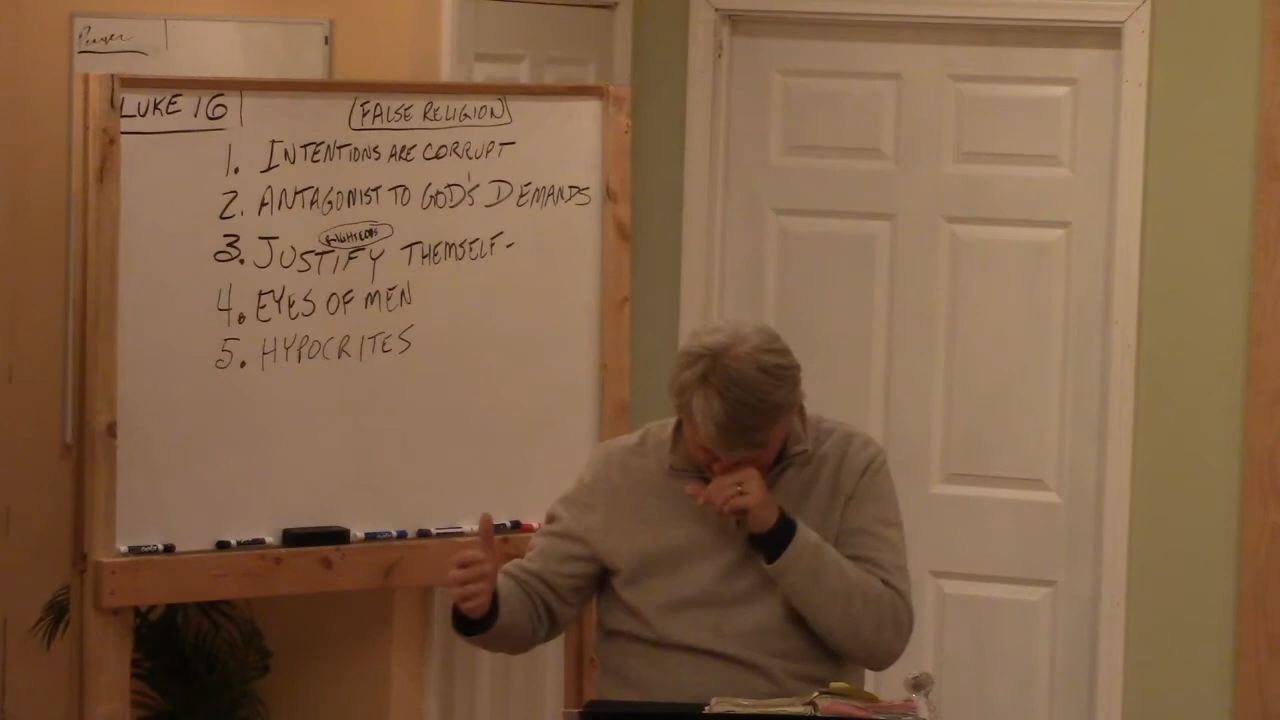 Prayer
LUKE 16
(FALSE RELIGION)
1. INTENTIONS ARE CORRUPT
2. ANTAGONIST TO GOD'S DEMANDS
RIGHTEOUS
3. JUSTIFY THEMSELF-
4. EYES OF MEN
5. HYPOCRITES